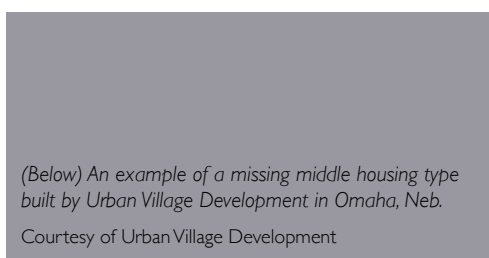 (Below) An example of a missing middle housing type
built by Urban Village Development in Omaha, Neb.
Courtesy of Urban Village Development